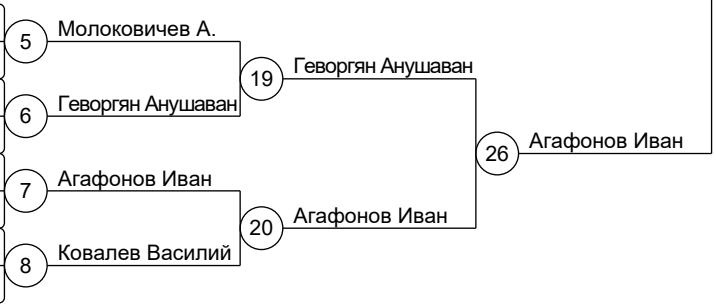 5 Молоковичев А.
19 Геворгян Анушаван
6 Геворгян Анушаван
26 Агафонов Иван
7 Агафонов Иван
20 Агафонов Иван
8 Ковалев Василий